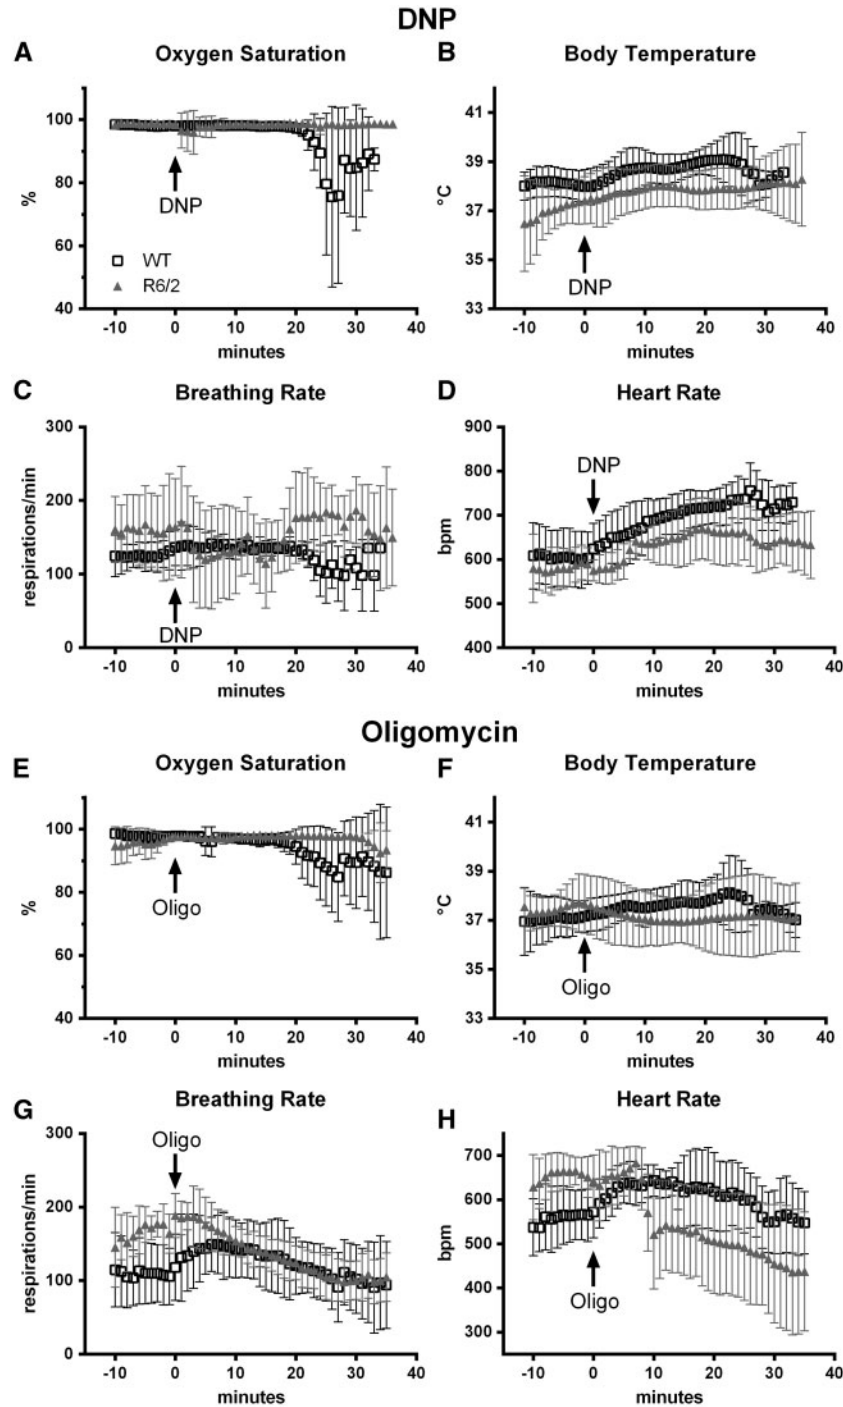 DNP
A Oxygen Saturation
100
80
60
40
%
DNP
WT
R6/2
-10 0 10 20 30 40
minutes
B Body Temperature
41
39
37
35
33
°C
DNP
-10 0 10 20 30 40
minutes
C Breathing Rate
300
200
100
0
respirations/min
DNP
-10 0 10 20 30 40
minutes
D Heart Rate
900
800
700
600
500
400
bpm
DNP
-10 0 10 20 30 40
minutes
Oligomycin
E Oxygen Saturation
100
80
60
40
%
Oligo
-10 0 10 20 30 40
minutes
F Body Temperature
41
39
37
35
33
°C
Oligo
-10 0 10 20 30 40
minutes
G Breathing Rate
300
200
100
0
respirations/min
Oligo
-10 0 10 20 30 40
minutes
H Heart Rate
700
600
500
400
300
bpm
Oligo
-10 0 10 20 30 40
minutes